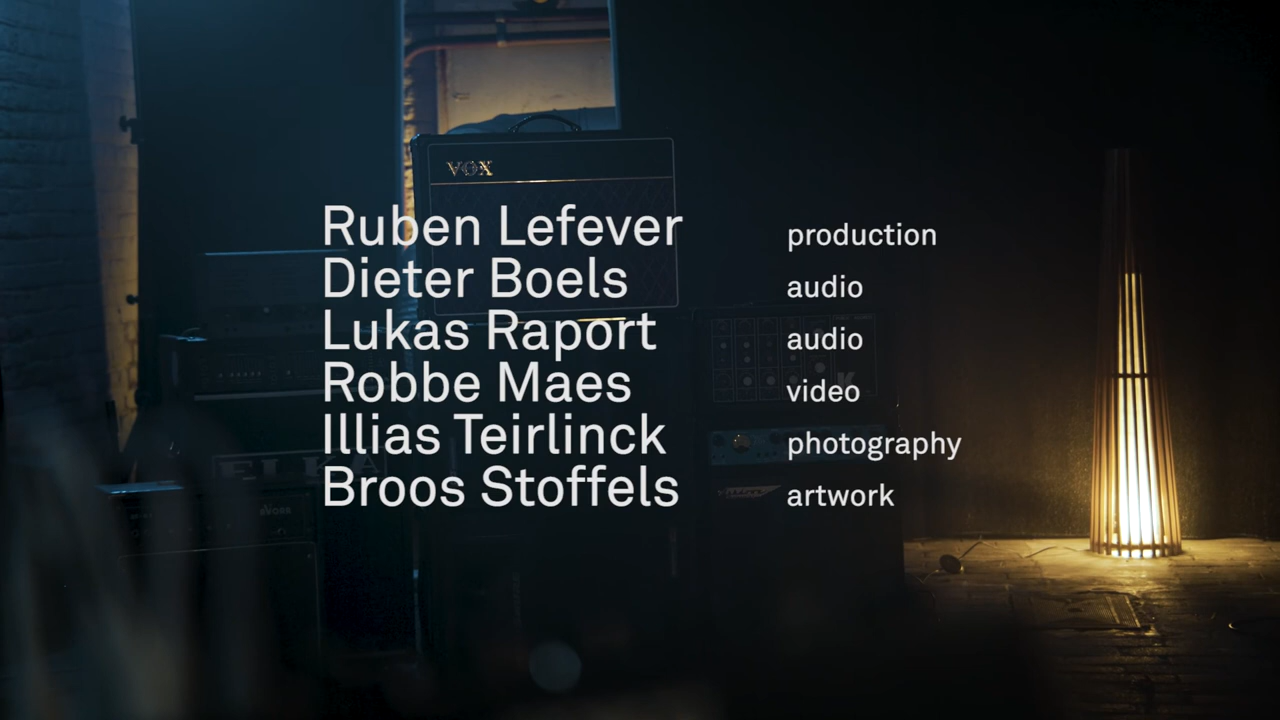 VOX
Ruben Lefever production
Dieter Boels audio
Lukas Raport audio
Robbe Maes video
Illias Teirlinck photography
Broos Stoffels artwork
ELKA